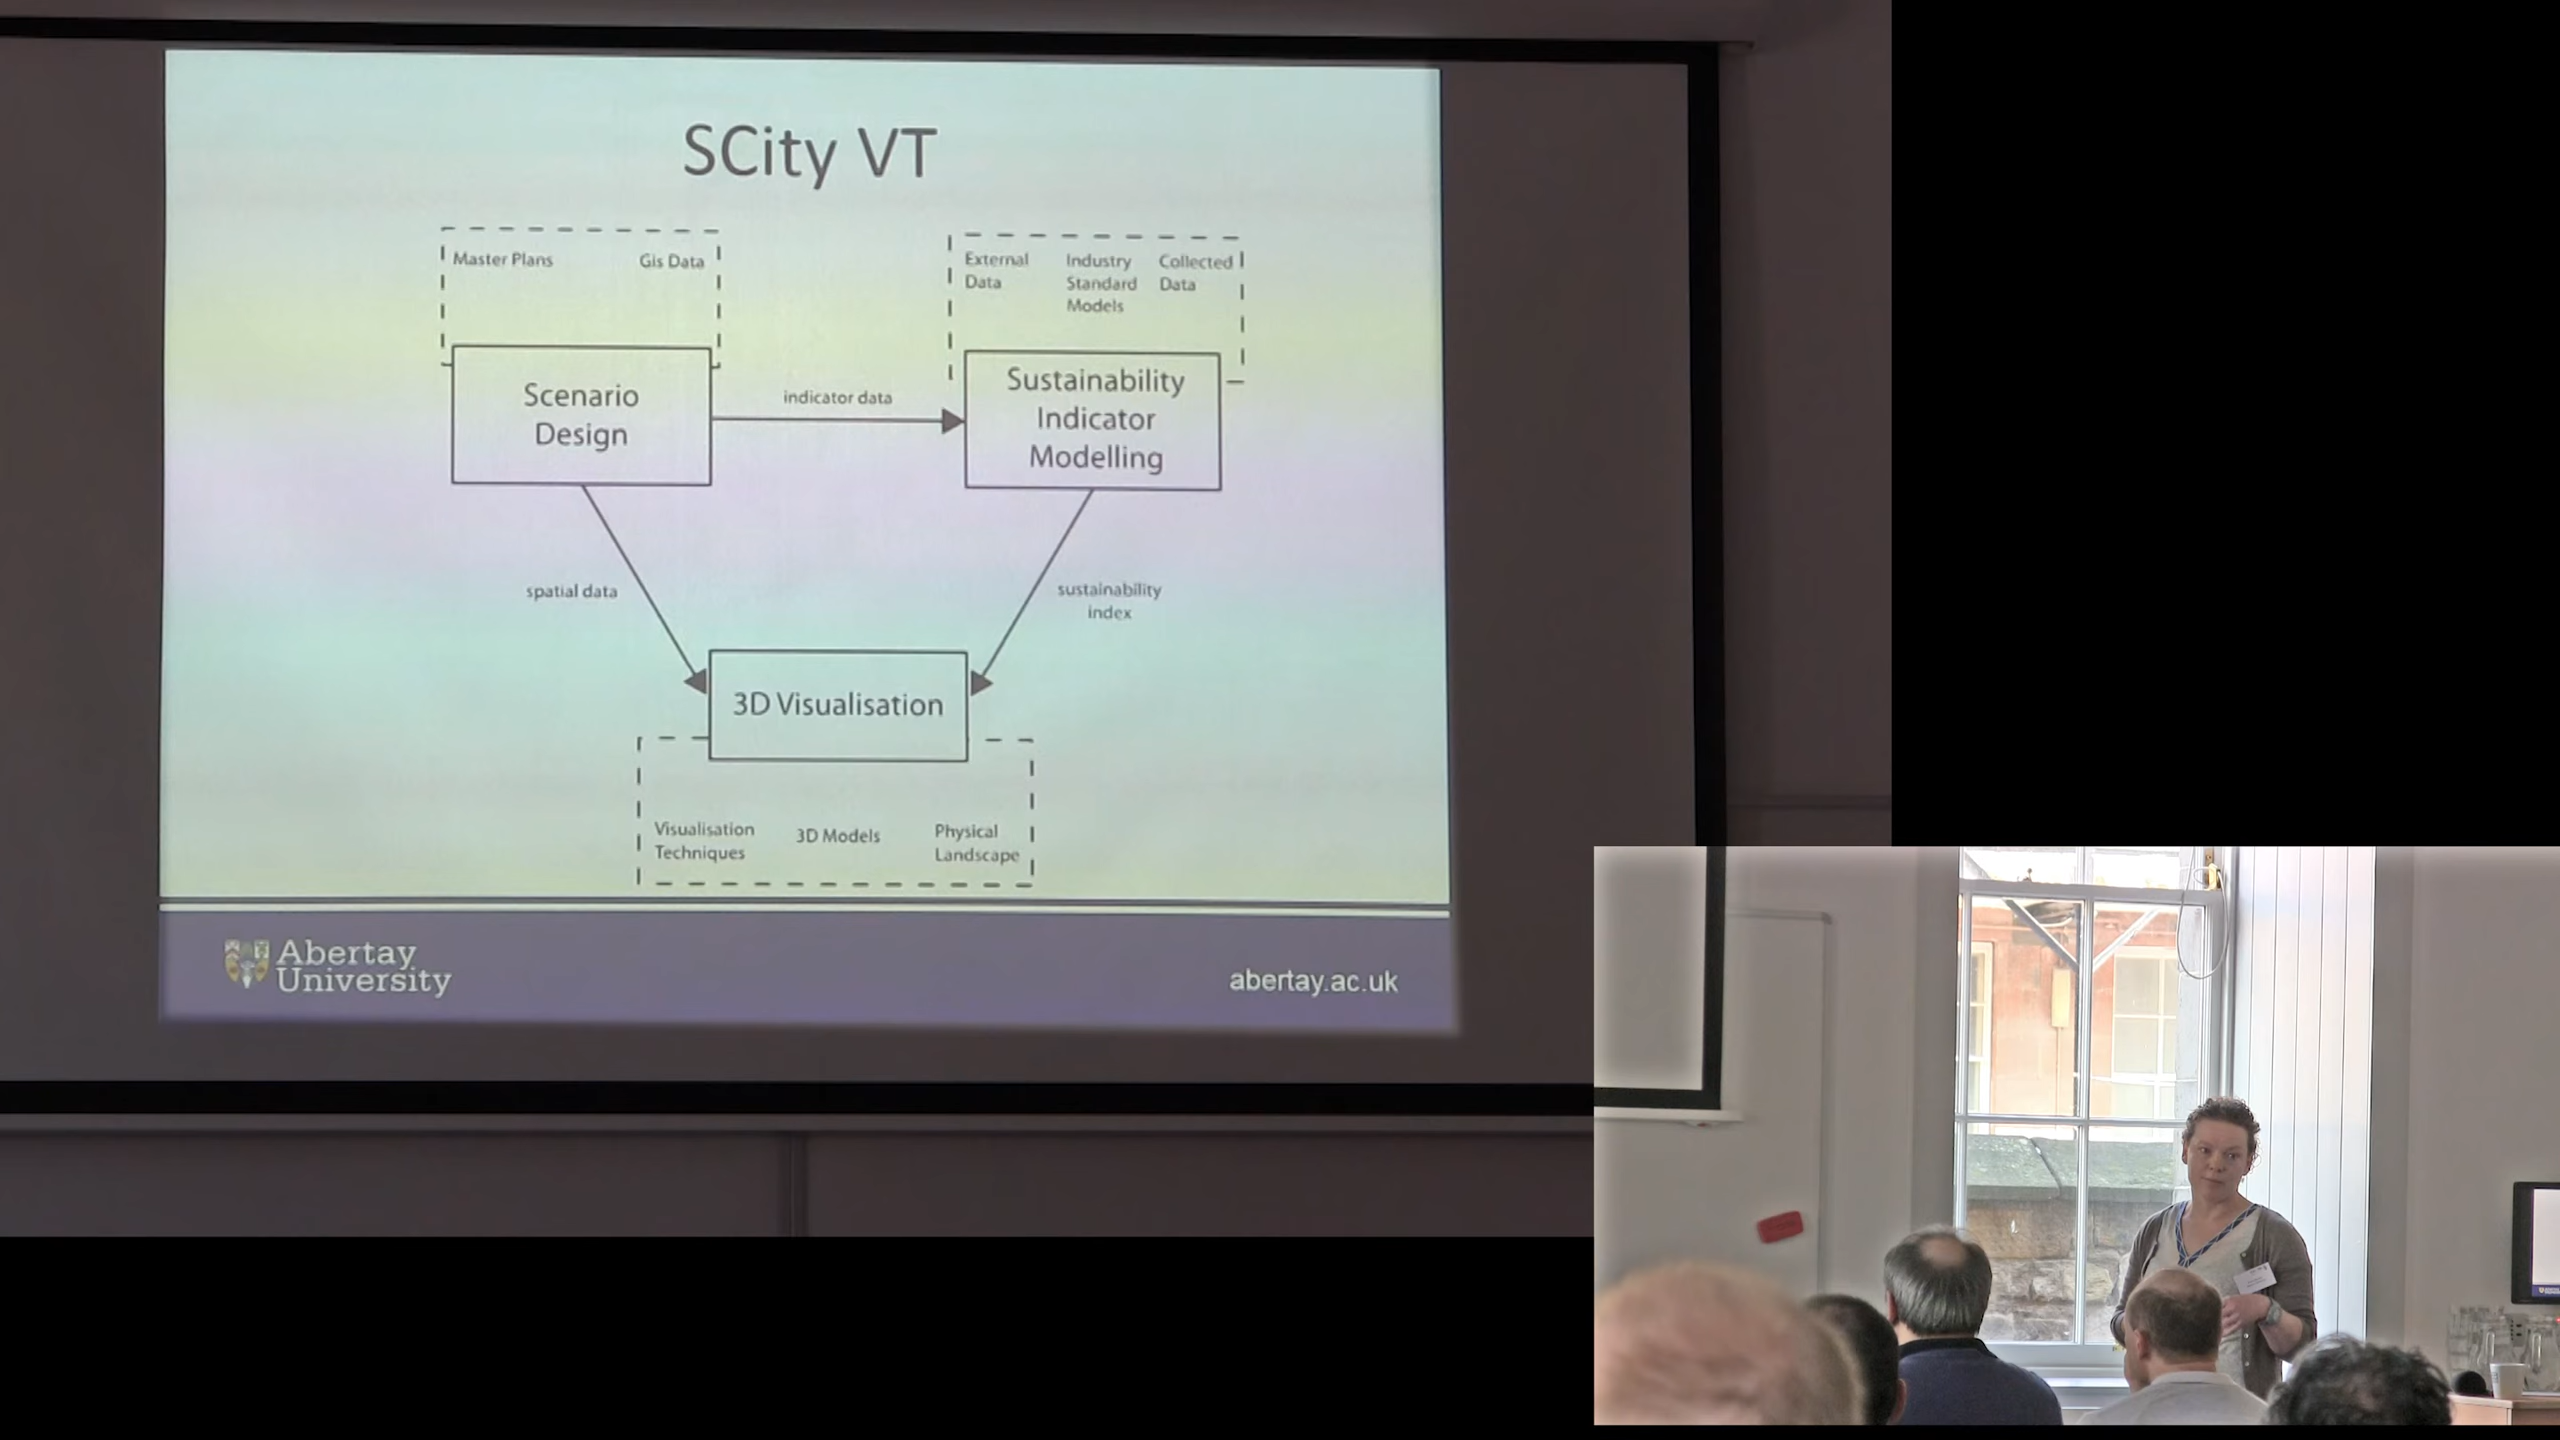 SCity VT
Master Plans
Gis Data
External
Data
Industry
Standard
Models
Collected
Data
Scenario
Design
indicator data
Sustainability
Indicator
Modelling
spatial data
sustainability
index
3D Visualisation
Visualisation
Techniques
3D Models
Physical
Landscape
Abertay
University
abertay.ac.uk